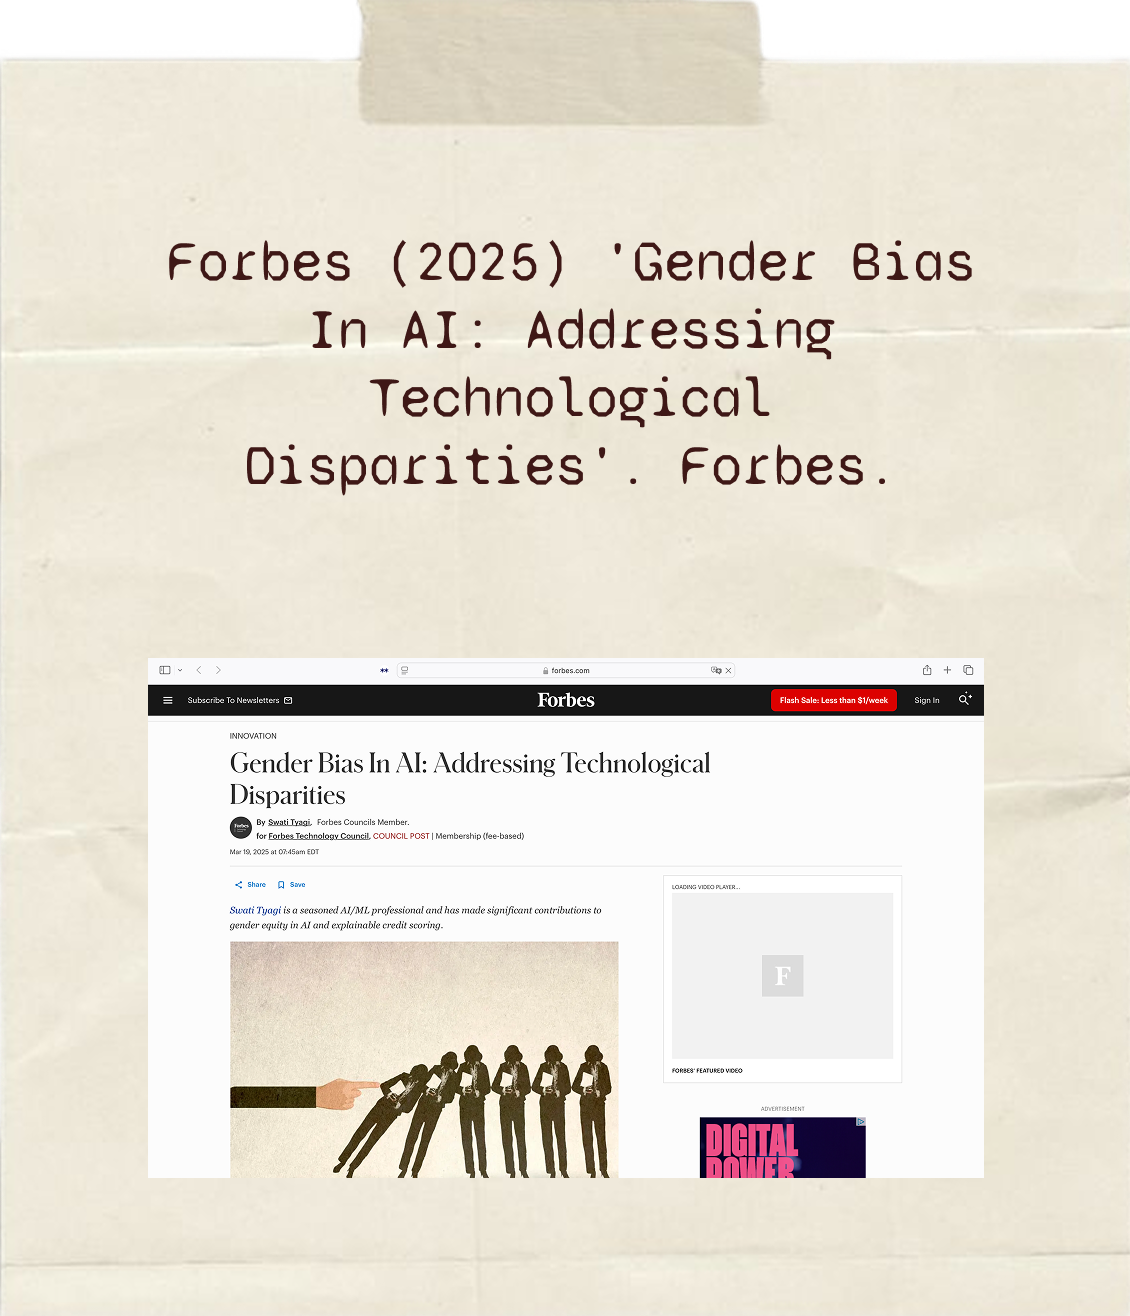 Forbes (2025) 'Gender Bias
In AI: Addressing
Technological
Disparities'. Forbes.
forbes.com
Subscribe To Newsletters
Forbes
Flash Sale: Less than $1/week
Sign In
INNOVATION
Gender Bias In AI: Addressing Technological
Disparities
By Swati Tyagi, Forbes Councils Member.
for Forbes Technology Council, COUNCIL POST | Membership (fee-based)
Mar 19, 2025 at 07:45am EDT
Share
Save
LOADING VIDEO PLAYER...
Swati Tyagi is a seasoned AI/ML professional and has made significant contributions to
gender equity in AI and explainable credit scoring.
F
FORBES' FEATURED VIDEO
ADVERTISEMENT
DIGITAL
POWER